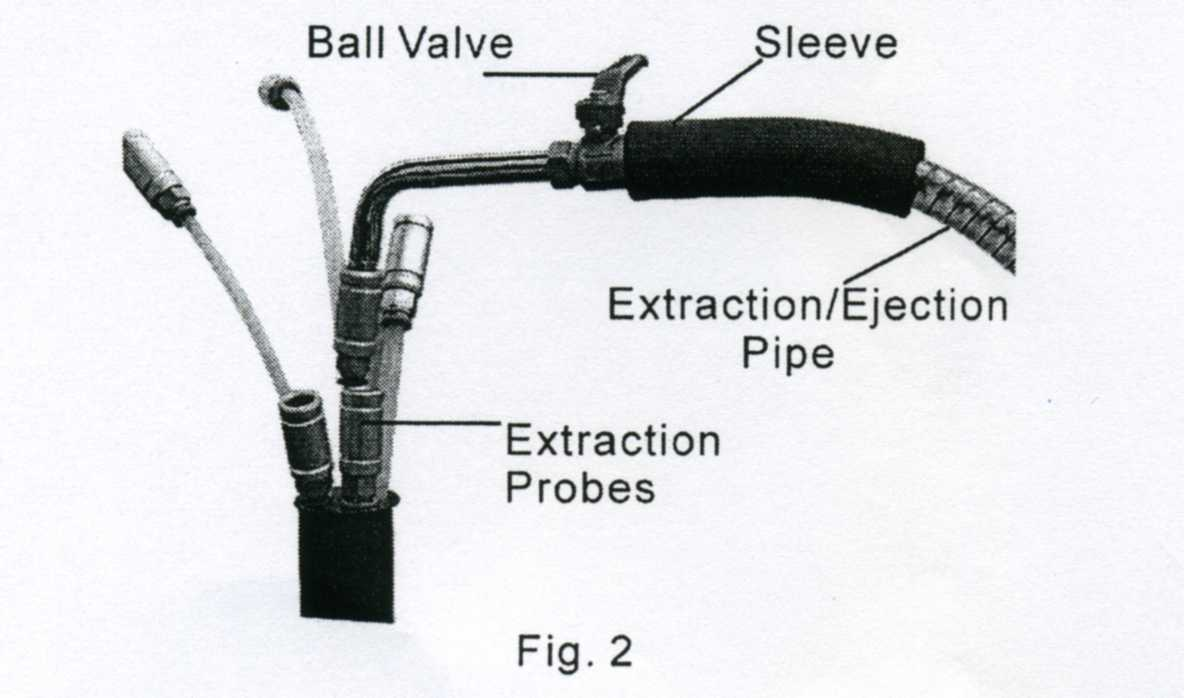 Ball Valve
Sleeve
Extraction/Ejection
Pipe
Extraction
Probes
Fig. 2